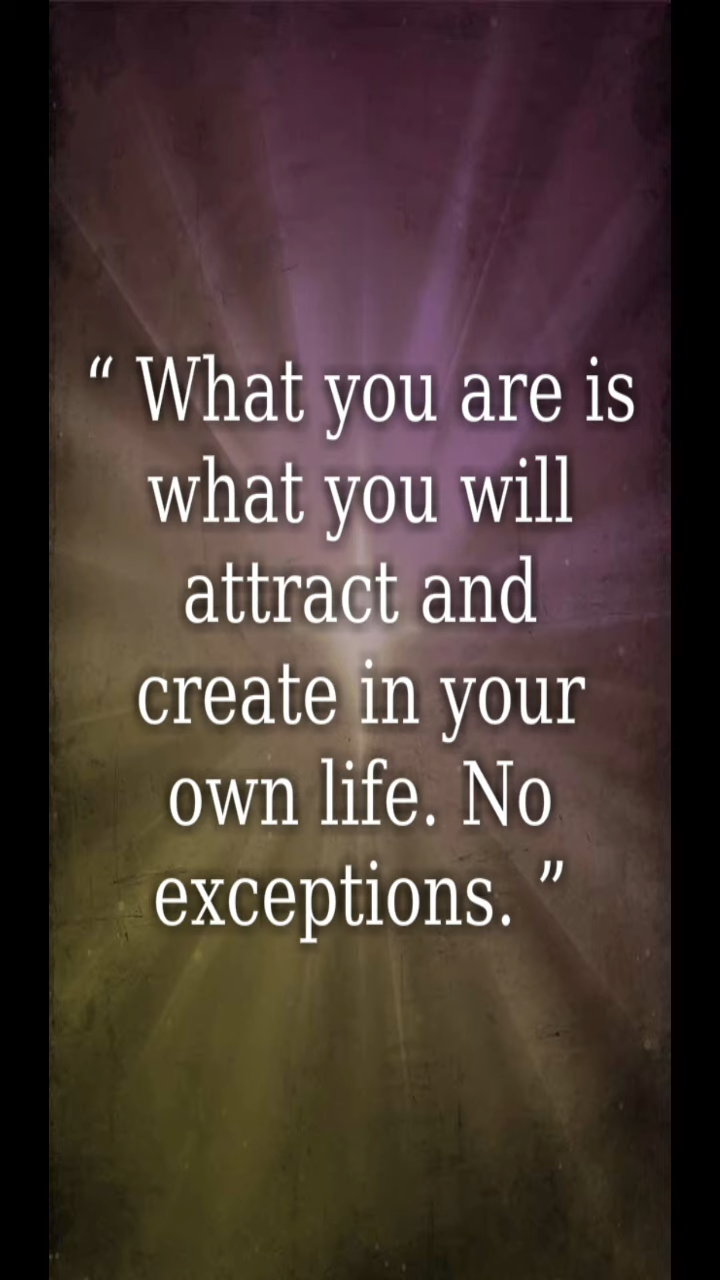 “ What you are is
what you will
attract and
create in your
own life. No
exceptions. ”